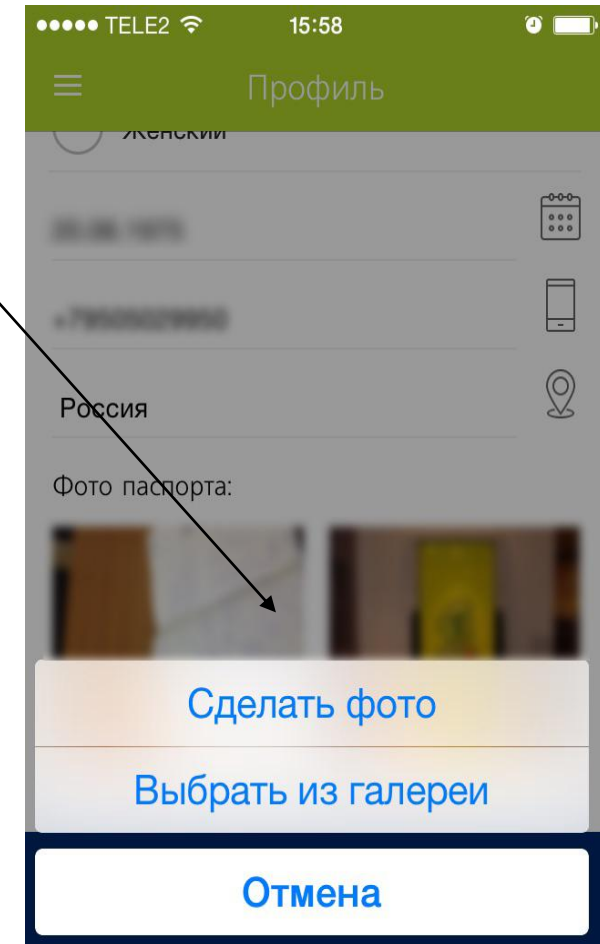 TELE2 15:58
Профиль
Женский
Россия
Фото паспорта:
Сделать фото
Выбрать из галереи
Отмена